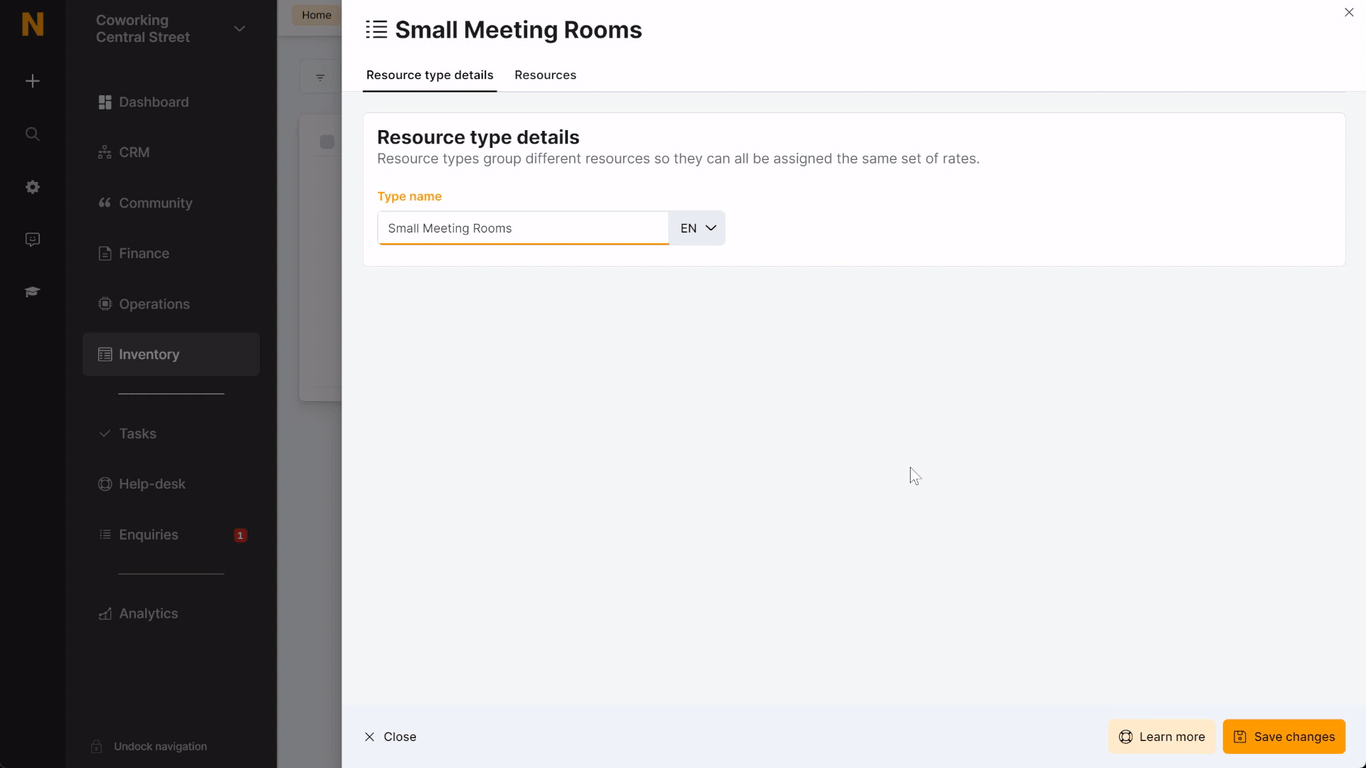 N
Coworking
Central Street
Dashboard
CRM
Community
Finance
Operations
Inventory
Tasks
Help-desk
Enquiries
1
Analytics
Undock navigation
Home
Small Meeting Rooms
Resource type details
Resources
Resource type details
Resource types group different resources so they can all be assigned the same set of rates.
Type name
Small Meeting Rooms
EN
Close
Learn more
Save changes